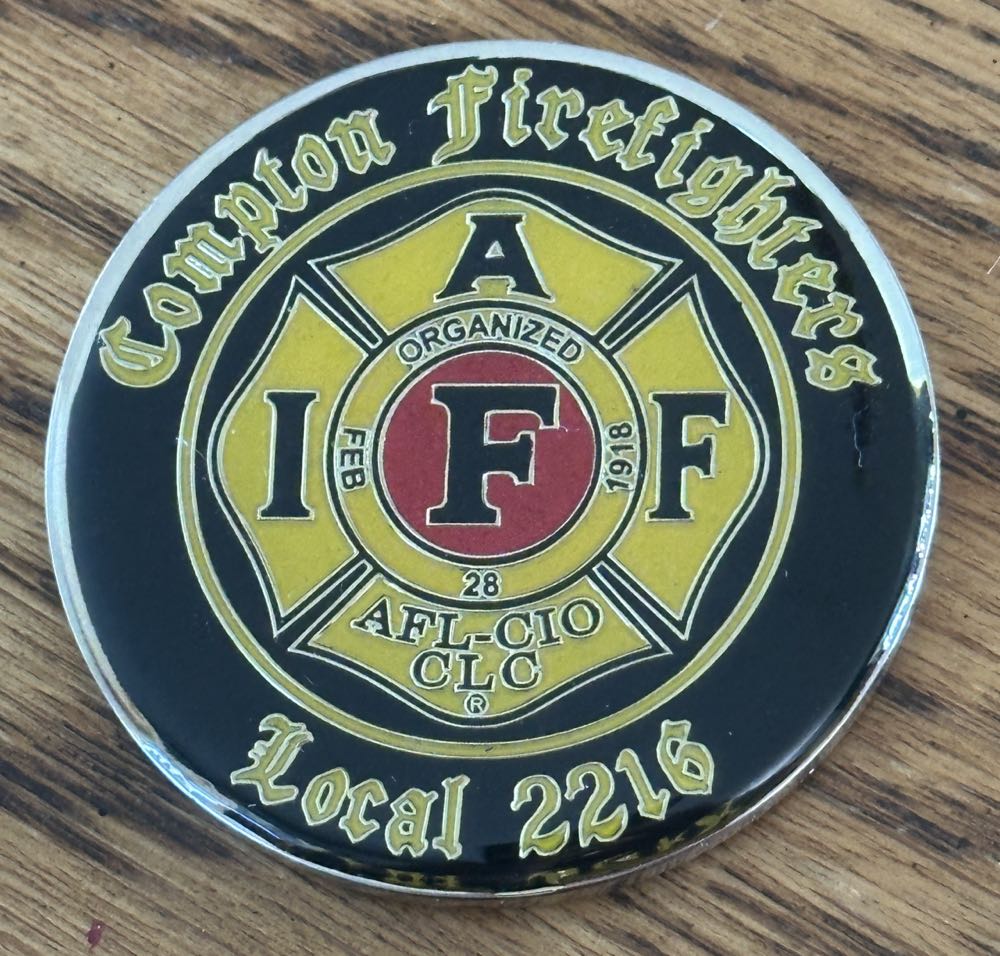 Compton Firefighters
A
ORGANIZED
I
FEB
F
1918
F
28
AFL-CIO
CLC
®
Local 2216